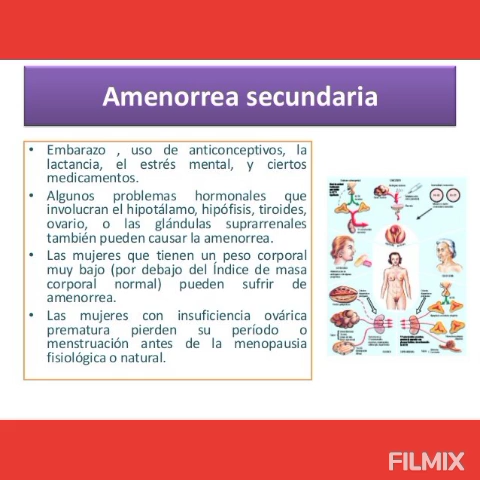 Amenorrea secundaria
• Embarazo , uso de anticonceptivos, la
lactancia, el estrés mental, y ciertos
medicamentos.
• Algunos problemas hormonales que
involucran el hipotálamo, hipófisis, tiroides,
ovario, o las glándulas suprarrenales
también pueden causar la amenorrea.
• Las mujeres que tienen un peso corporal
muy bajo (por debajo del Índice de masa
corporal normal) pueden sufrir de
amenorrea.
• Las mujeres con insuficiencia ovárica
prematura pierden su período o
menstruación antes de la menopausia
fisiológica o natural.
FILMIX